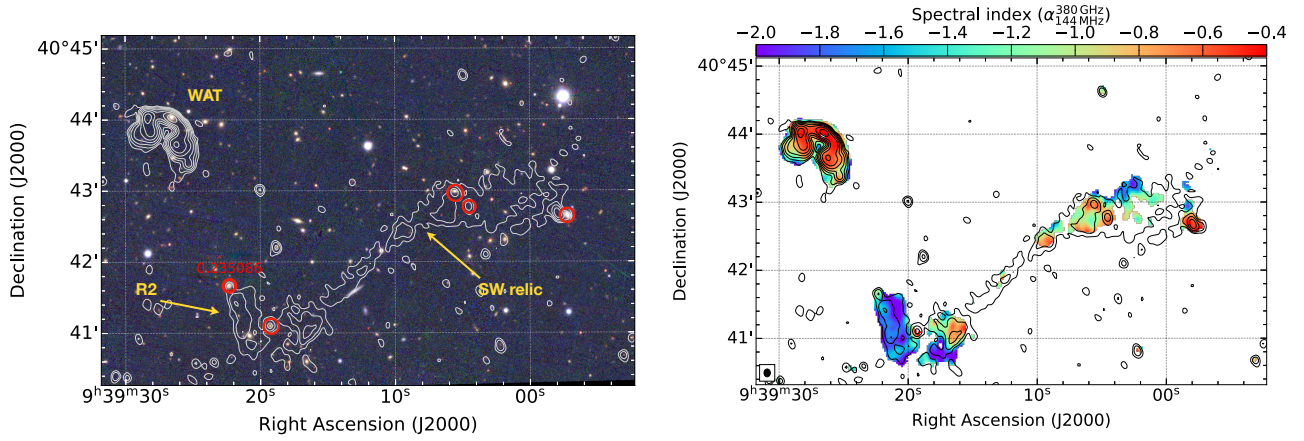 Spectral index (α 380 GHz 144 MHz)
−2.0 −1.8 −1.6 −1.4 −1.2 −1.0 −0.8 −0.6 −0.4
40°45'
44'
43'
42'
41'
Declination (J2000)
WAT
0.235086
R2
SW relic
9h39m30s 20s 10s 00s
Right Ascension (J2000)
40°45'
44'
43'
42'
41'
Declination (J2000)
9h39m30s 20s 10s 00s
Right Ascension (J2000)